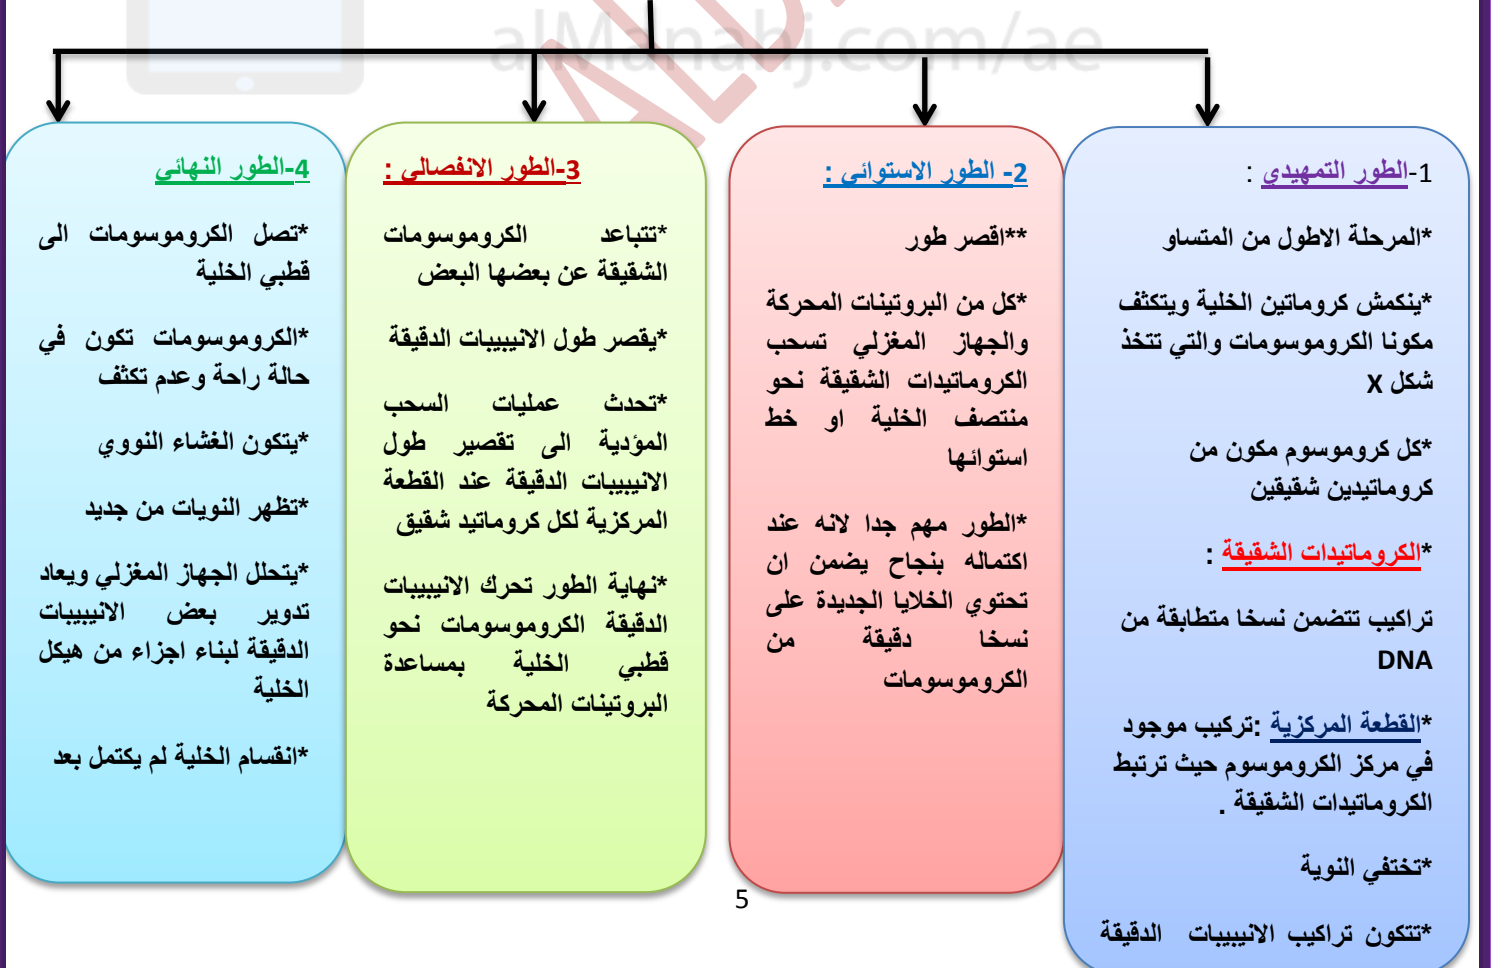 alManahj.com/ae
1-الطور التمهيدي :
*المرحلة الاطول من المتساو
*ينكمش كروماتين الخلية ويتكثف
مكونا الكروموسومات والتي تتخذ
شكل X
*كل كروموسوم مكون من
كروماتيدين شقيقين
*الكروماتيدات الشقيقة :
تراكيب تتضمن نسخا متطابقة من
DNA
*القطعة المركزية :تركيب موجود
في مركز الكروموسوم حيث ترتبط
الكروماتيدات الشقيقة .
*تختفي النوية
*تتكون تراكيب الانيبيبات الدقيقة
2- الطور الاستوائي :
**اقصر طور
*كل من البروتينات المحركة
والجهاز المغزلي تسحب
الكروماتيدات الشقيقة نحو
منتصف الخلية او خط
استوائها
*الطور مهم جدا لانه عند
اكتماله بنجاح يضمن ان
تحتوي الخلايا الجديدة على
نسخا دقيقة من
الكروموسومات
3-الطور الانفصالي :
*تتباعد الكروموسومات
الشقيقة عن بعضها البعض
*يقصر طول الانيبيبات الدقيقة
*تحدث عمليات السحب
المؤدية الى تقصير طول
الانيبيبات الدقيقة عند القطعة
المركزية لكل كروماتيد شقيق
*نهاية الطور تحرك الانيبيبات
الدقيقة الكروموسومات نحو
قطبي الخلية بمساعدة
البروتينات المحركة
4-الطور النهائي
*تصل الكروموسومات الى
قطبي الخلية
*الكروموسومات تكون في
حالة راحة وعدم تكثف
*يتكون الغشاء النووي
*تظهر النويات من جديد
*يتحلل الجهاز المغزلي ويعاد
تدوير بعض الانيبيبات
الدقيقة لبناء اجزاء من هيكل
الخلية
*انقسام الخلية لم يكتمل بعد
5